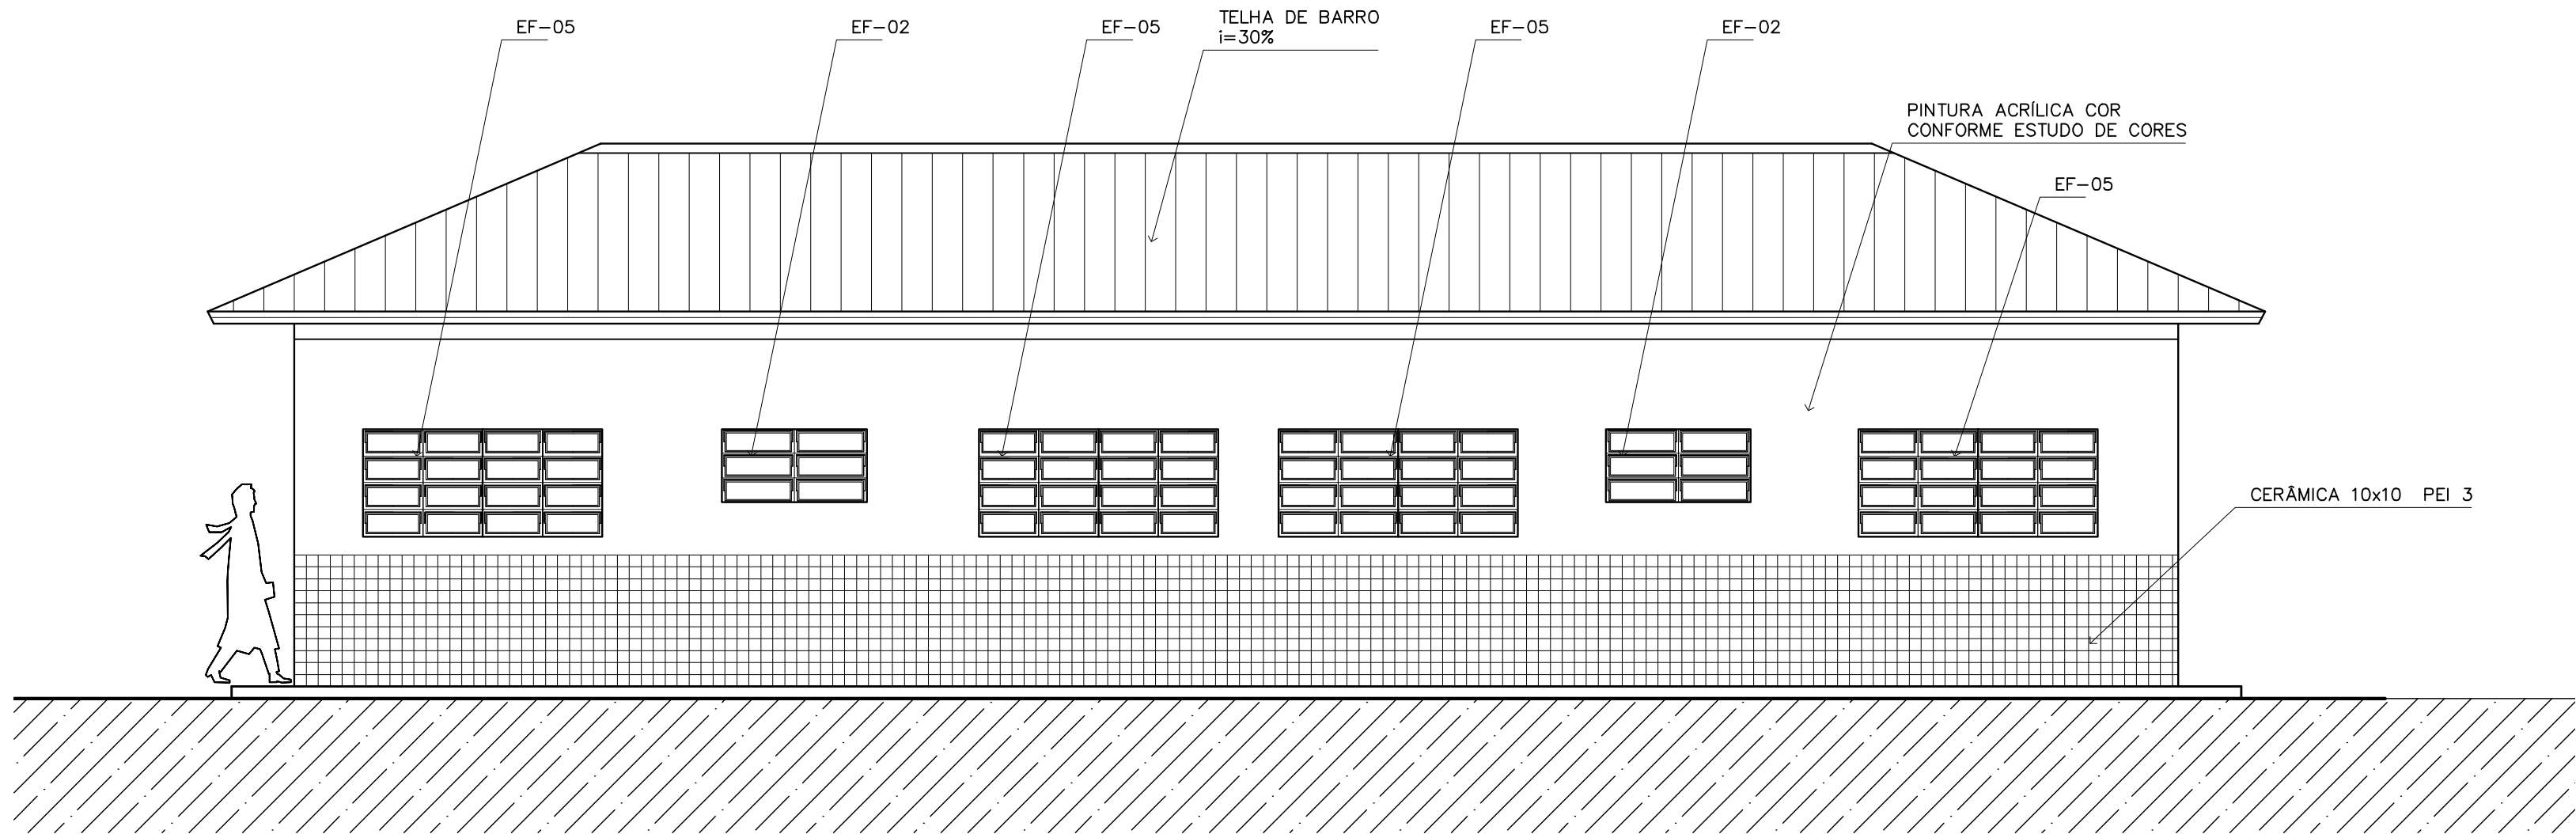 EF-05
EF-02
EF-05
TELHA DE BARRO
i=30%
EF-05
EF-02
PINTURA ACRÍLICA COR
CONFORME ESTUDO DE CORES
EF-05
CERÂMICA 10x10 PEI 3